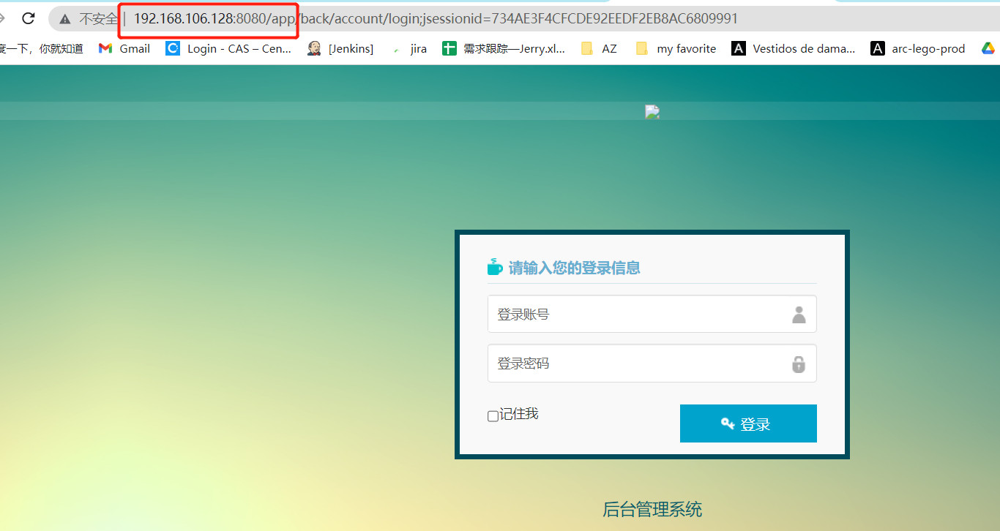 不安全 | 192.168.106.128:8080/app/back/account/login;jsessionid=734AE3F4CFCDE92EEDF2EB8AC6809991
度一下，你就知道 Gmail Login - CAS – Cen... [Jenkins] jira 需求跟踪—Jerry.xl... AZ my favorite Vestidos de dama... arc-lego-prod
请输入您的登录信息
登录账号
登录密码
记住我
登录
后台管理系统